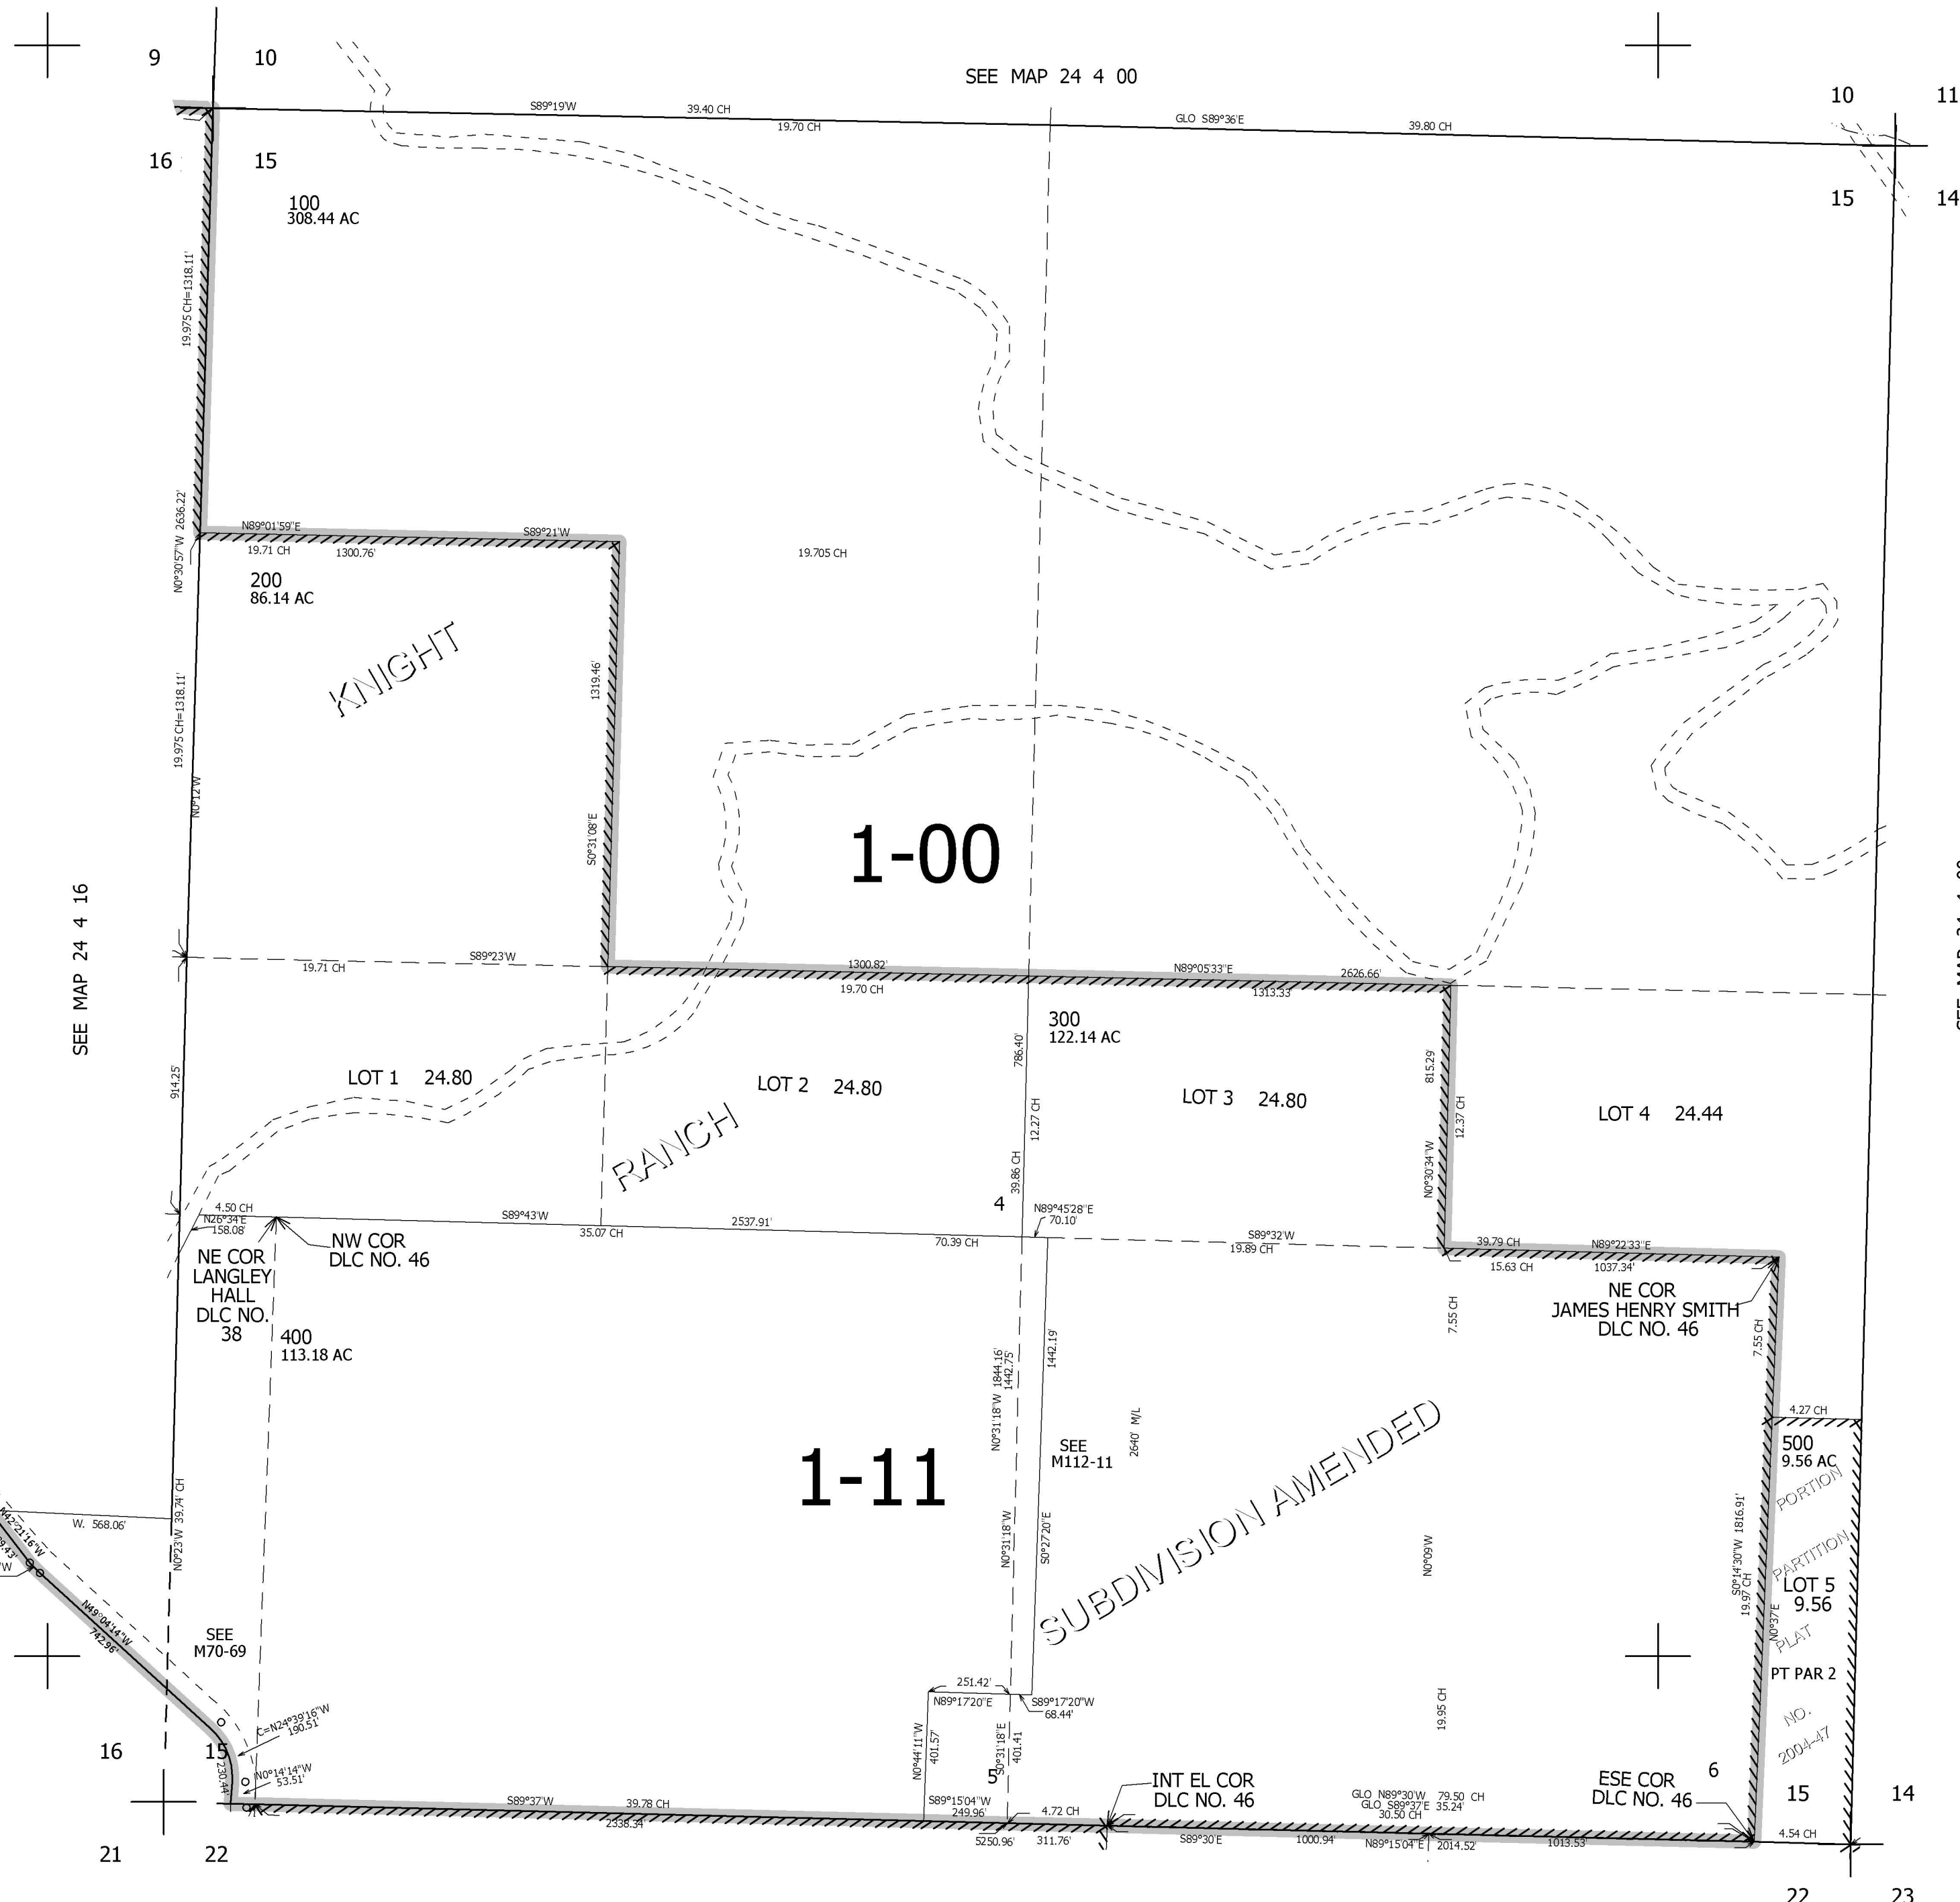 9
10
SEE MAP 24 4 00
10
11
S89°19'W
39.40 CH
19.70 CH
GLO S89°36'E
39.80 CH
16
15
15
14
100
308.44 AC
19.975 CH=1318.11'
N0°30'57"W 2636.22'
N89°01'59"E
S89°21'W
19.71 CH
1300.76'
19.705 CH
200
86.14 AC
KNIGHT
1319.46'
19.975 CH=1318.11'
N0°12'W
S0°31'08"E
1-00
SEE MAP 24 4 16
S89°23'W
19.71 CH
1300.82'
19.70 CH
N89°05'33"E
2626.66'
1313.33
300
122.14 AC
786.40'
815.29'
914.25'
LOT 1 24.80
LOT 2 24.80
LOT 3 24.80
LOT 4 24.44
12.27 CH
12.37 CH
RANCH
39.86 CH
N0°30'34"W
4
4.50 CH
N26°34'E
158.08'
S89°43'W
2537.91'
35.07 CH
70.39 CH
N89°45'28"E
70.10'
S89°32'W
19.89 CH
39.79 CH
N89°22'33"E
15.63 CH
1037.34'
NW COR
DLC NO. 46
NE COR
LANGLEY
HALL
DLC NO.
38
NE COR
JAMES HENRY SMITH
DLC NO. 46
7.55 CH
7.55 CH
400
113.18 AC
1442.19'
N0°31'18"W 1844.16'
1442.75'
4.27 CH
2640' M/L
SEE
M112-11
500
9.56 AC
1-11
SUBDIVISION AMENDED
PORTION
W. 568.06'
N42°21'16"W
N0°23'W 39.74' CH
N0°31'18"W
S0°27'20"E
N0°09'W
S0°14'30"W 1816.91'
19.97 CH
PARTITION
LOT 5
9.56
N0°37'E
N49°04'14"W
742.96'
SEE
M70-69
PLAT
PT PAR 2
251.42'
N89°17'20"E
S89°17'20"W
68.44'
19.95 CH
NO.
2004-47
C=N24°39'16"W
190.51'
16
15
230.44'
N0°14'14"W
53.51'
N0°44'11"W
401.57'
S0°31'18"E
401.41
5
INT EL COR
DLC NO. 46
GLO N89°30'W 79.50 CH
GLO S89°37'E 35.24'
30.50 CH
ESE COR
DLC NO. 46
6
15
14
S89°37'W
39.78 CH
2338.34'
S89°15'04"W
249.96'
4.72 CH
5250.96'
311.76'
S89°30'E
1000.94'
N89°15'04"E
2014.52'
1013.53'
4.54 CH
21
22
22
23